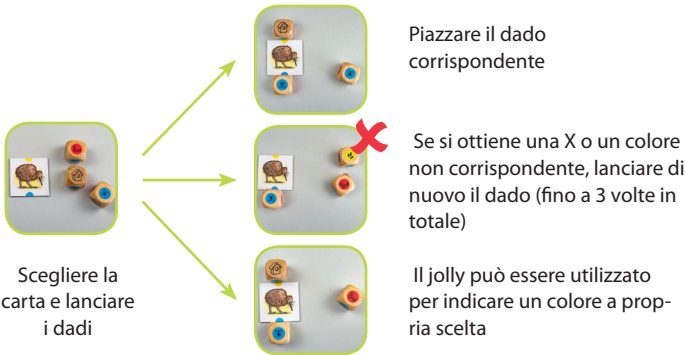 Piazzare il dado
corrispondente
Se si ottiene una X o un colore
non corrispondente, lanciare di
nuovo il dado (fino a 3 volte in
totale)
Scegliere la
carta e lanciare
i dadi
Il jolly può essere utilizzato
per indicare un colore a prop-
ria scelta